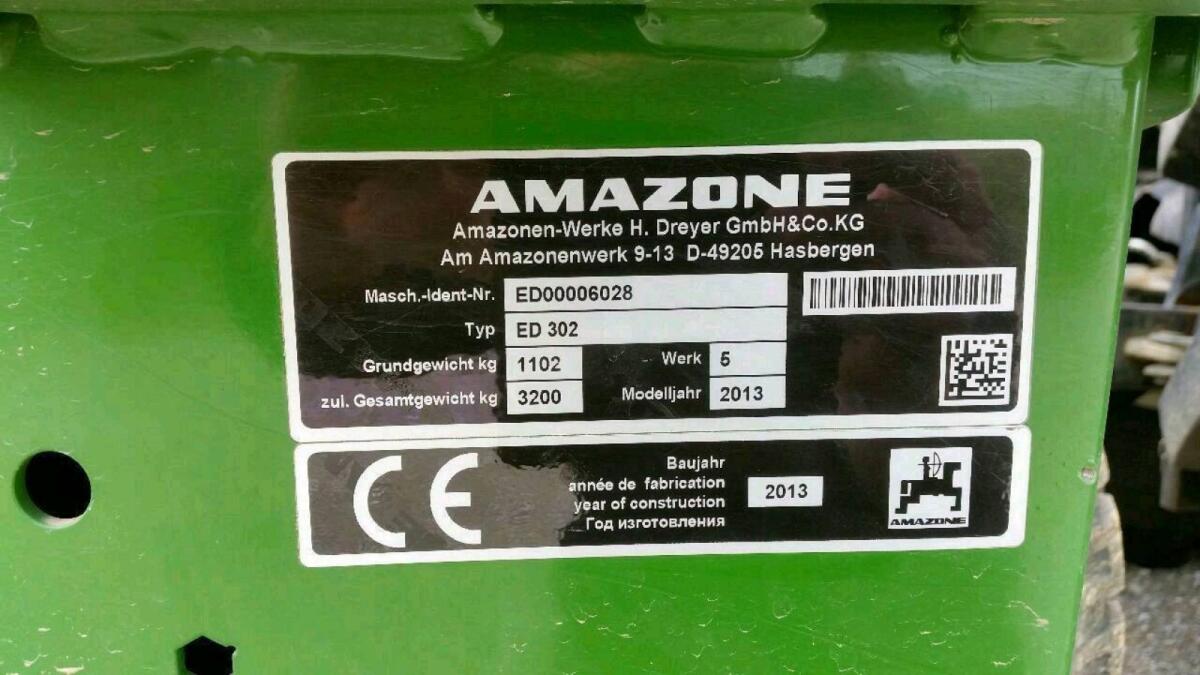 AMAZONE
Amazonen-Werke H. Dreyer GmbH&Co.KG
Am Amazonenwerk 9-13 D-49205 Hasbergen
Masch.-Ident-Nr. ED00006028
Typ ED 302
Grundgewicht kg 1102 Werk 5
zul. Gesamtgewicht kg 3200 Modelljahr 2013
CE
Baujahr
année de fabrication
year of construction
Год изготовления
2013
AMAZONE